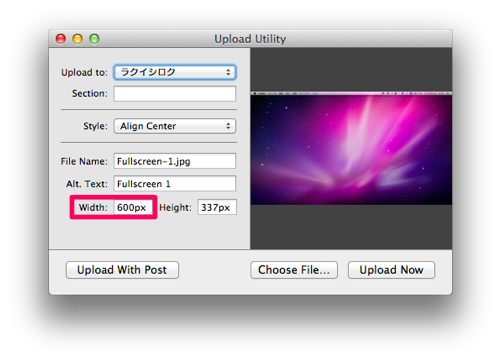 Upload Utility
Upload to: ラクイシロク
Section:
Style: Align Center
File Name: Fullscreen-1.jpg
Alt. Text: Fullscreen 1
Width: 600px Height: 337px
Upload With Post Choose File... Upload Now